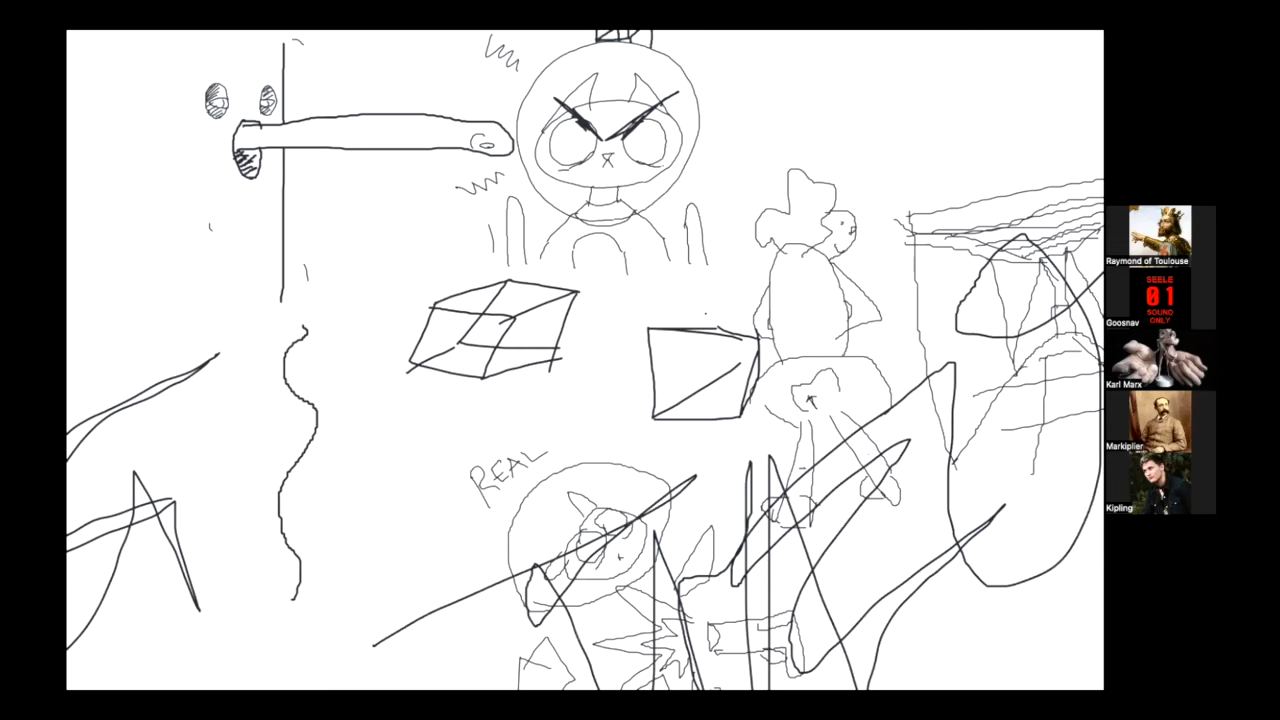 REAL
Raymond of Toulouse
SEELE
01
SOUND
ONLY
Goosnav
Karl Marx
Markiplier
Kipling